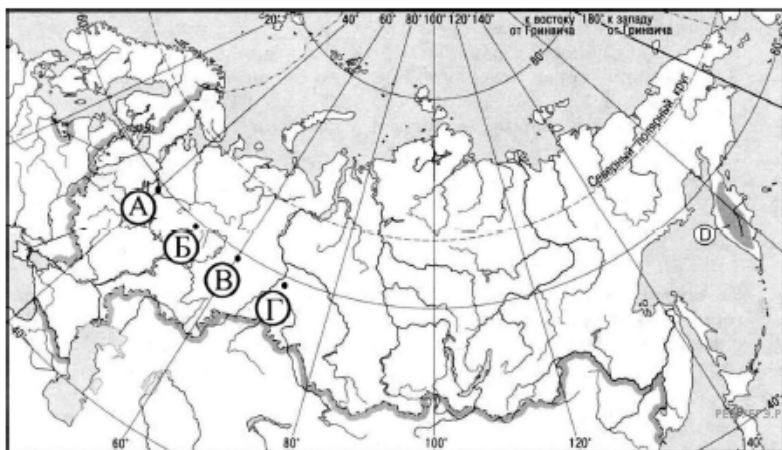 20° 40° 60° 80° 100° 120° 140° к востоку 180° к западу
от Гринвича от Гринвича
80°
Северный полярный круг
А
Б
В
Г
D
60° 80° 100° 120° 140°